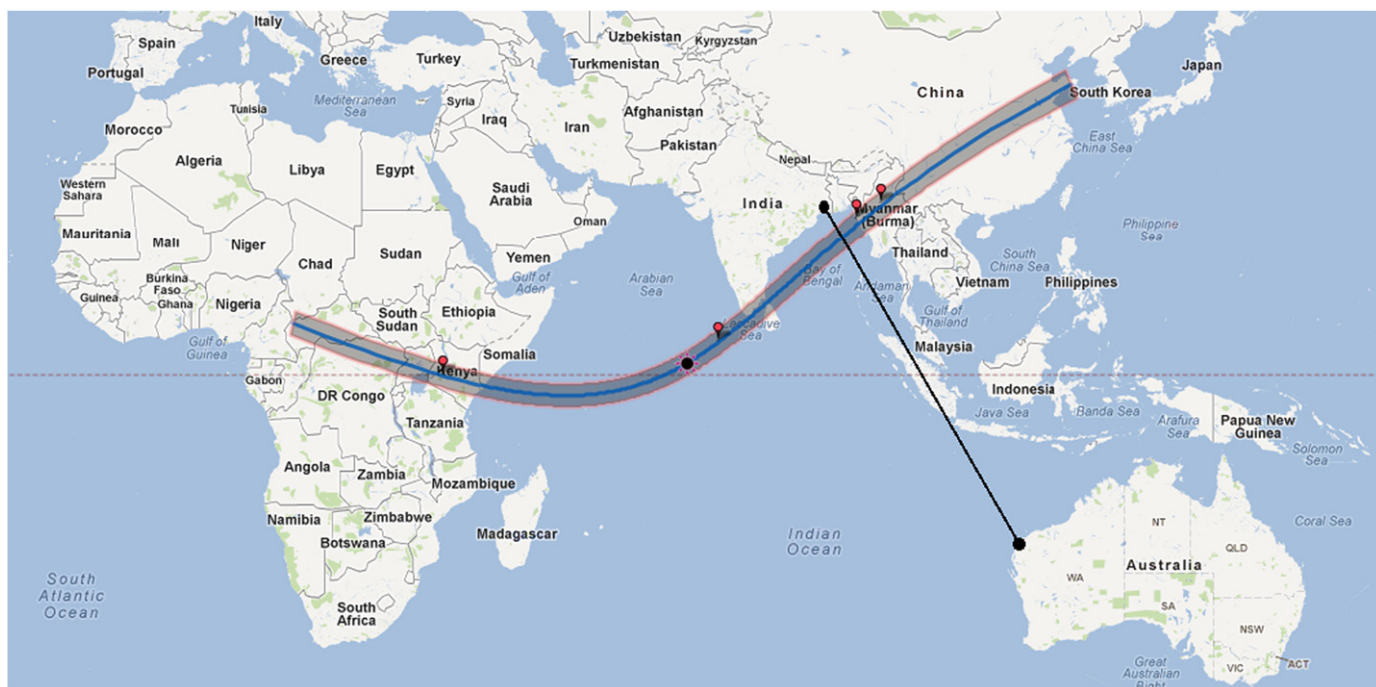 Italy
Spain
Portugal
Greece
Turkey
Uzbekistan
Kyrgyzstan
Turkmenistan
Japan
Mediterranean
Sea
Tunisia
Syria
Iraq
Iran
Afghanistan
Pakistan
China
South Korea
East
China Sea
Morocco
Algeria
Libya
Egypt
Nepal
Western
Sahara
Saudi
Arabia
Oman
India
Myanmar
(Burma)
Mauritania
Mali
Niger
Chad
Sudan
Yemen
Thailand
Philippine
Sea
Burkina
Faso
Guinea
Ghana
Nigeria
Gulf of
Aden
Arabian
Sea
Bay of
Bengal
Andaman
Sea
South
China Sea
Vietnam
Philippines
South
Sudan
Ethiopia
Laccadive
Sea
Gulf of
Thailand
Gulf of
Guinea
Somalia
Malaysia
Gabon
Kenya
Indonesia
DR Congo
Tanzania
Java Sea
Banda Sea
Arafura
Sea
Papua New
Guinea
Solomon
Sea
Angola
Zambia
Mozambique
Namibia
Zimbabwe
Botswana
Madagascar
Indian
Ocean
NT
QLD
Coral Sea
Australia
WA
SA
NSW
South
Atlantic
Ocean
South
Africa
Great
Australian
VIC
ACT